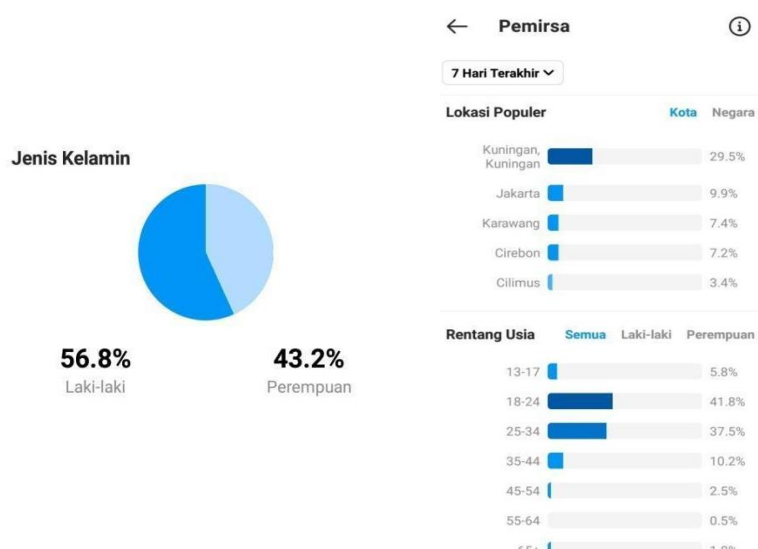 Jenis Kelamin
56.8%
Laki-laki
43.2%
Perempuan
Pemirsa
7 Hari Terakhir
Lokasi Populer
Kota Negara
Kuningan,
Kuningan 29.5%
Jakarta 9.9%
Karawang 7.4%
Cirebon 7.2%
Cilimus 3.4%
Rentang Usia Semua Laki-laki Perempuan
13-17 5.8%
18-24 41.8%
25-34 37.5%
35-44 10.2%
45-54 2.5%
55-64 0.5%
65+